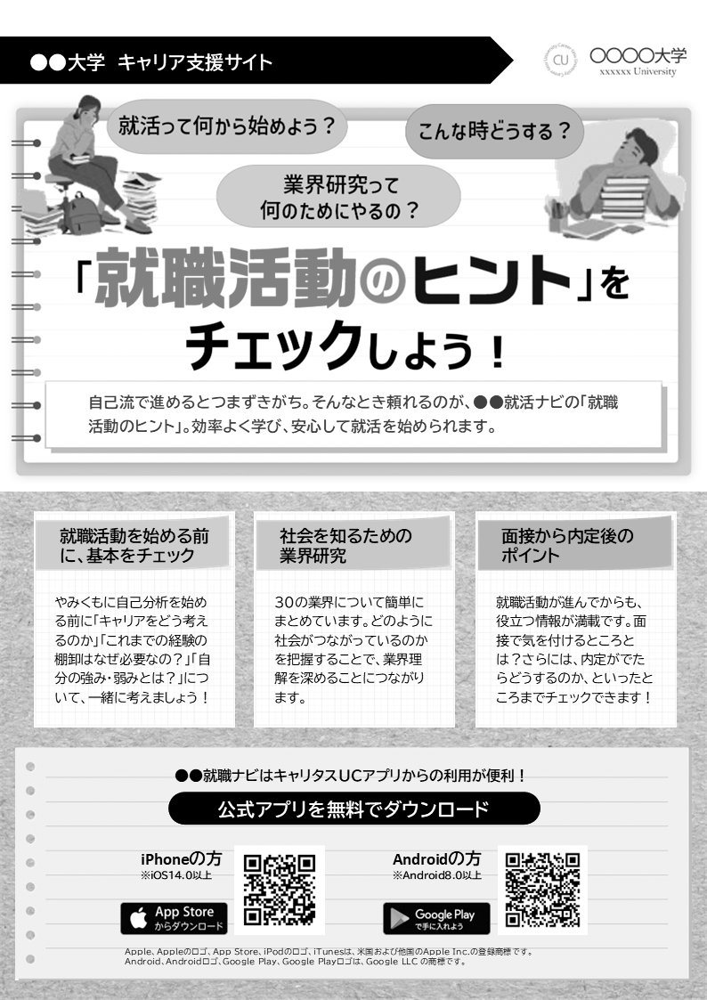 ●●大学 キャリア支援サイト
CU
〇〇〇〇大学
xxxxxx University
就活って何から始めよう？
こんな時どうする？
業界研究って
何のためにやるの？
「就職活動のヒント」を
チェックしよう！
自己流で進めるとつまずきがち。そんなとき頼れるのが、●●就活ナビの「就職
活動のヒント」。効率よく学び、安心して就活を始められます。
就職活動を始める前
に、基本をチェック
やみくもに自己分析を始め
る前に「キャリアをどう考え
るのか」「これまでの経験の
棚卸はなぜ必要なの？」「自
分の強み・弱みとは？」につ
いて、一緒に考えましょう！
社会を知るための
業界研究
30の業界について簡単に
まとめています。どのように
社会がつながっているのか
を把握することで、業界理
解を深めることにつながり
ます。
面接から内定後の
ポイント
就職活動が進んでからも、
役立つ情報が満載です。面
接で気を付けるところと
は？さらには、内定がでた
らどうするのか、といったと
ころまでチェックできます！
●●就職ナビはキャリタスUCアプリからの利用が便利！
公式アプリを無料でダウンロード
iPhoneの方
※iOS14.0以上
App Store
からダウンロード
Androidの方
※Android8.0以上
Google Play
で手に入れよう
Apple、Appleのロゴ、App Store、iPodのロゴ、iTunesは、米国および他国のApple Inc.の登録商標です。
Android、Androidロゴ、Google Play、Google Playロゴは、Google LLC の商標です。